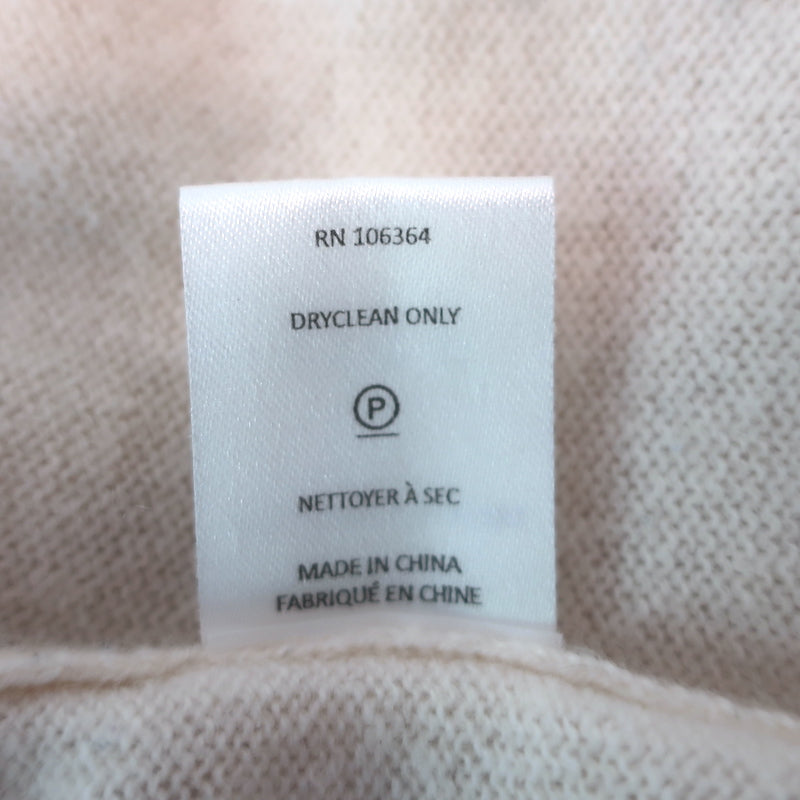 RN 106364
DRYCLEAN ONLY
P
NETTOYER À SEC
MADE IN CHINA
FABRIQUÉ EN CHINE